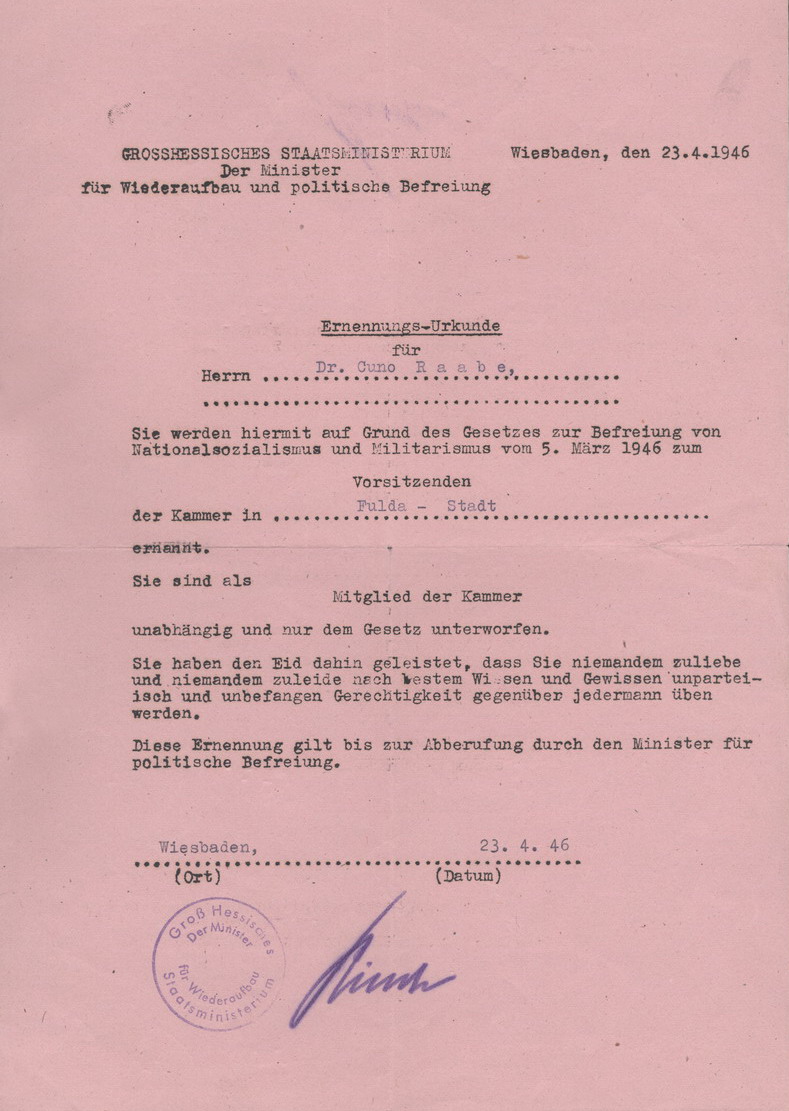 GROSSHESSISCHES STAATSMINISTERIUM
Wiesbaden, den 23.4.1946
Der Minister
für Wiederaufbau und politische Befreiung
Ernennungs-Urkunde
für
Herrn Dr. Cuno Raabe,
Sie werden hiermit auf Grund des Gesetzes zur Befreiung von
Nationalsozialismus und Militarismus vom 5. März 1946 zum
Vorsitzenden
der Kammer in Fulda - Stadt
ernannt.
Sie sind als
Mitglied der Kammer
unabhängig und nur dem Gesetz unterworfen.
Sie haben den Eid dahin geleistet, dass Sie niemandem zuliebe
und niemandem zuleide nach bestem Wissen und Gewissen unpartei-
isch und unbefangen Gerechtigkeit gegenüber jedermann üben
werden.
Diese Ernennung gilt bis zur Abberufung durch den Minister für
politische Befreiung.
Wiesbaden, 23. 4. 46
(Ort) (Datum)
Groß Hessisches
Der Minister
für Wiederaufbau
Staatsministerium